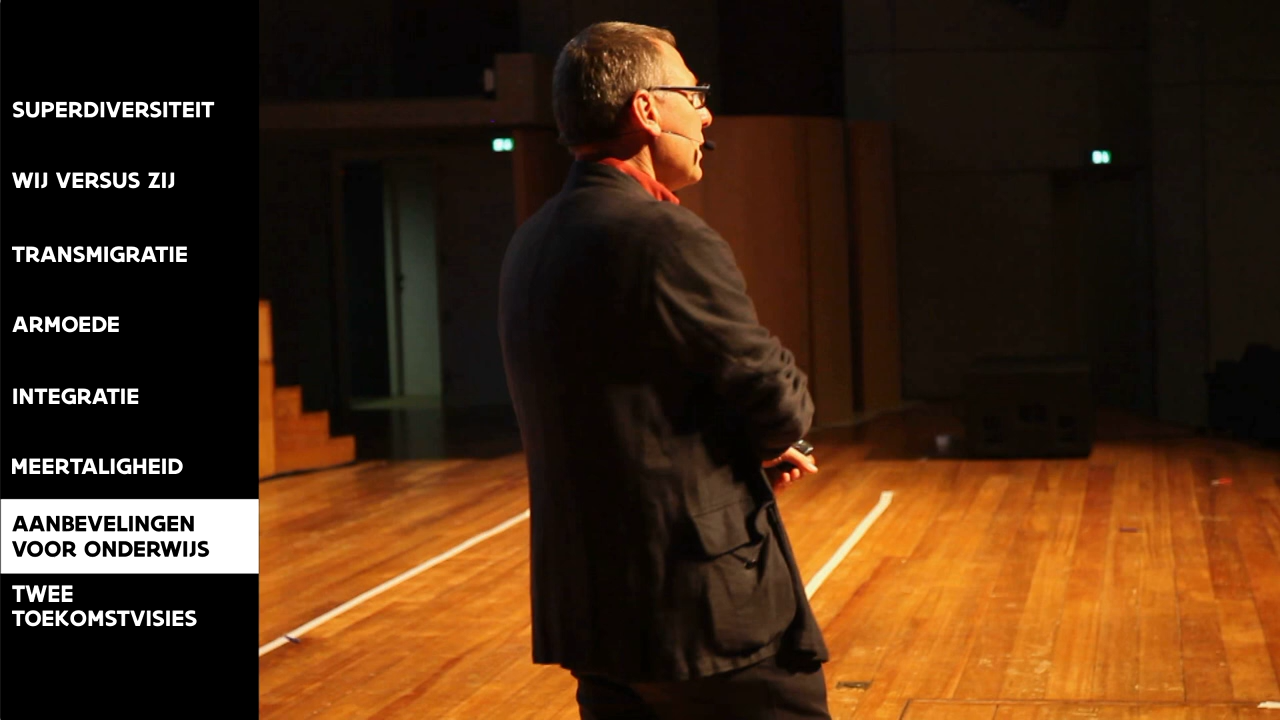 SUPERDIVERSITEIT
WIJ VERSUS ZIJ
TRANSMIGRATIE
ARMOEDE
INTEGRATIE
MEERTALIGHEID
AANBEVELINGEN
VOOR ONDERWIJS
TWEE
TOEKOMSTVISIES